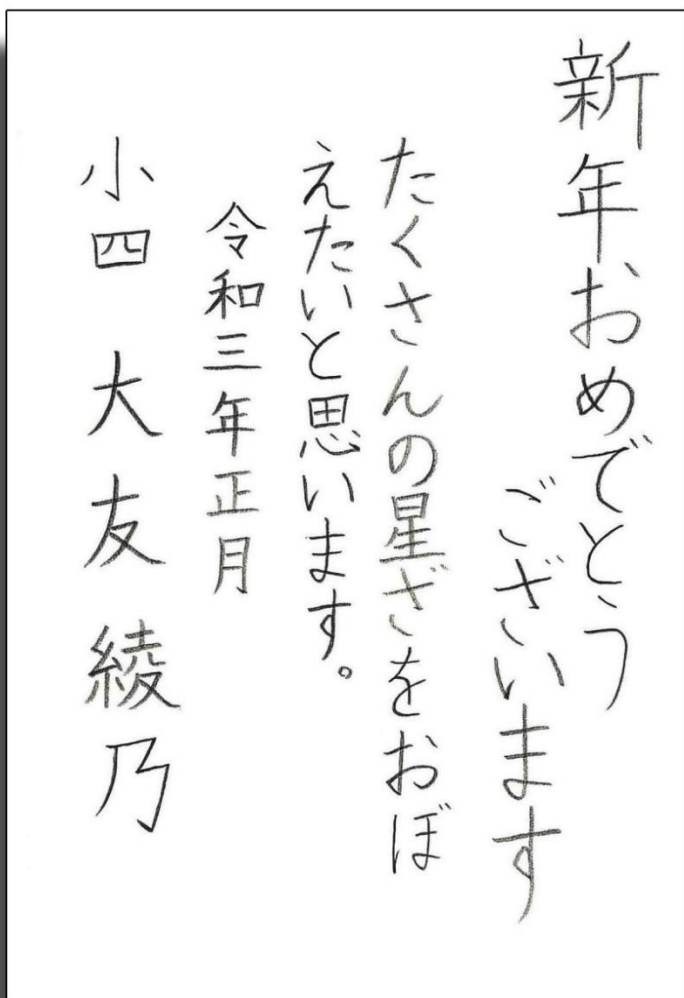 新年おめでとう
ございます
たくさんの星ざをおぼ
えたいと思います。
令和三年正月
小四 大友綾乃